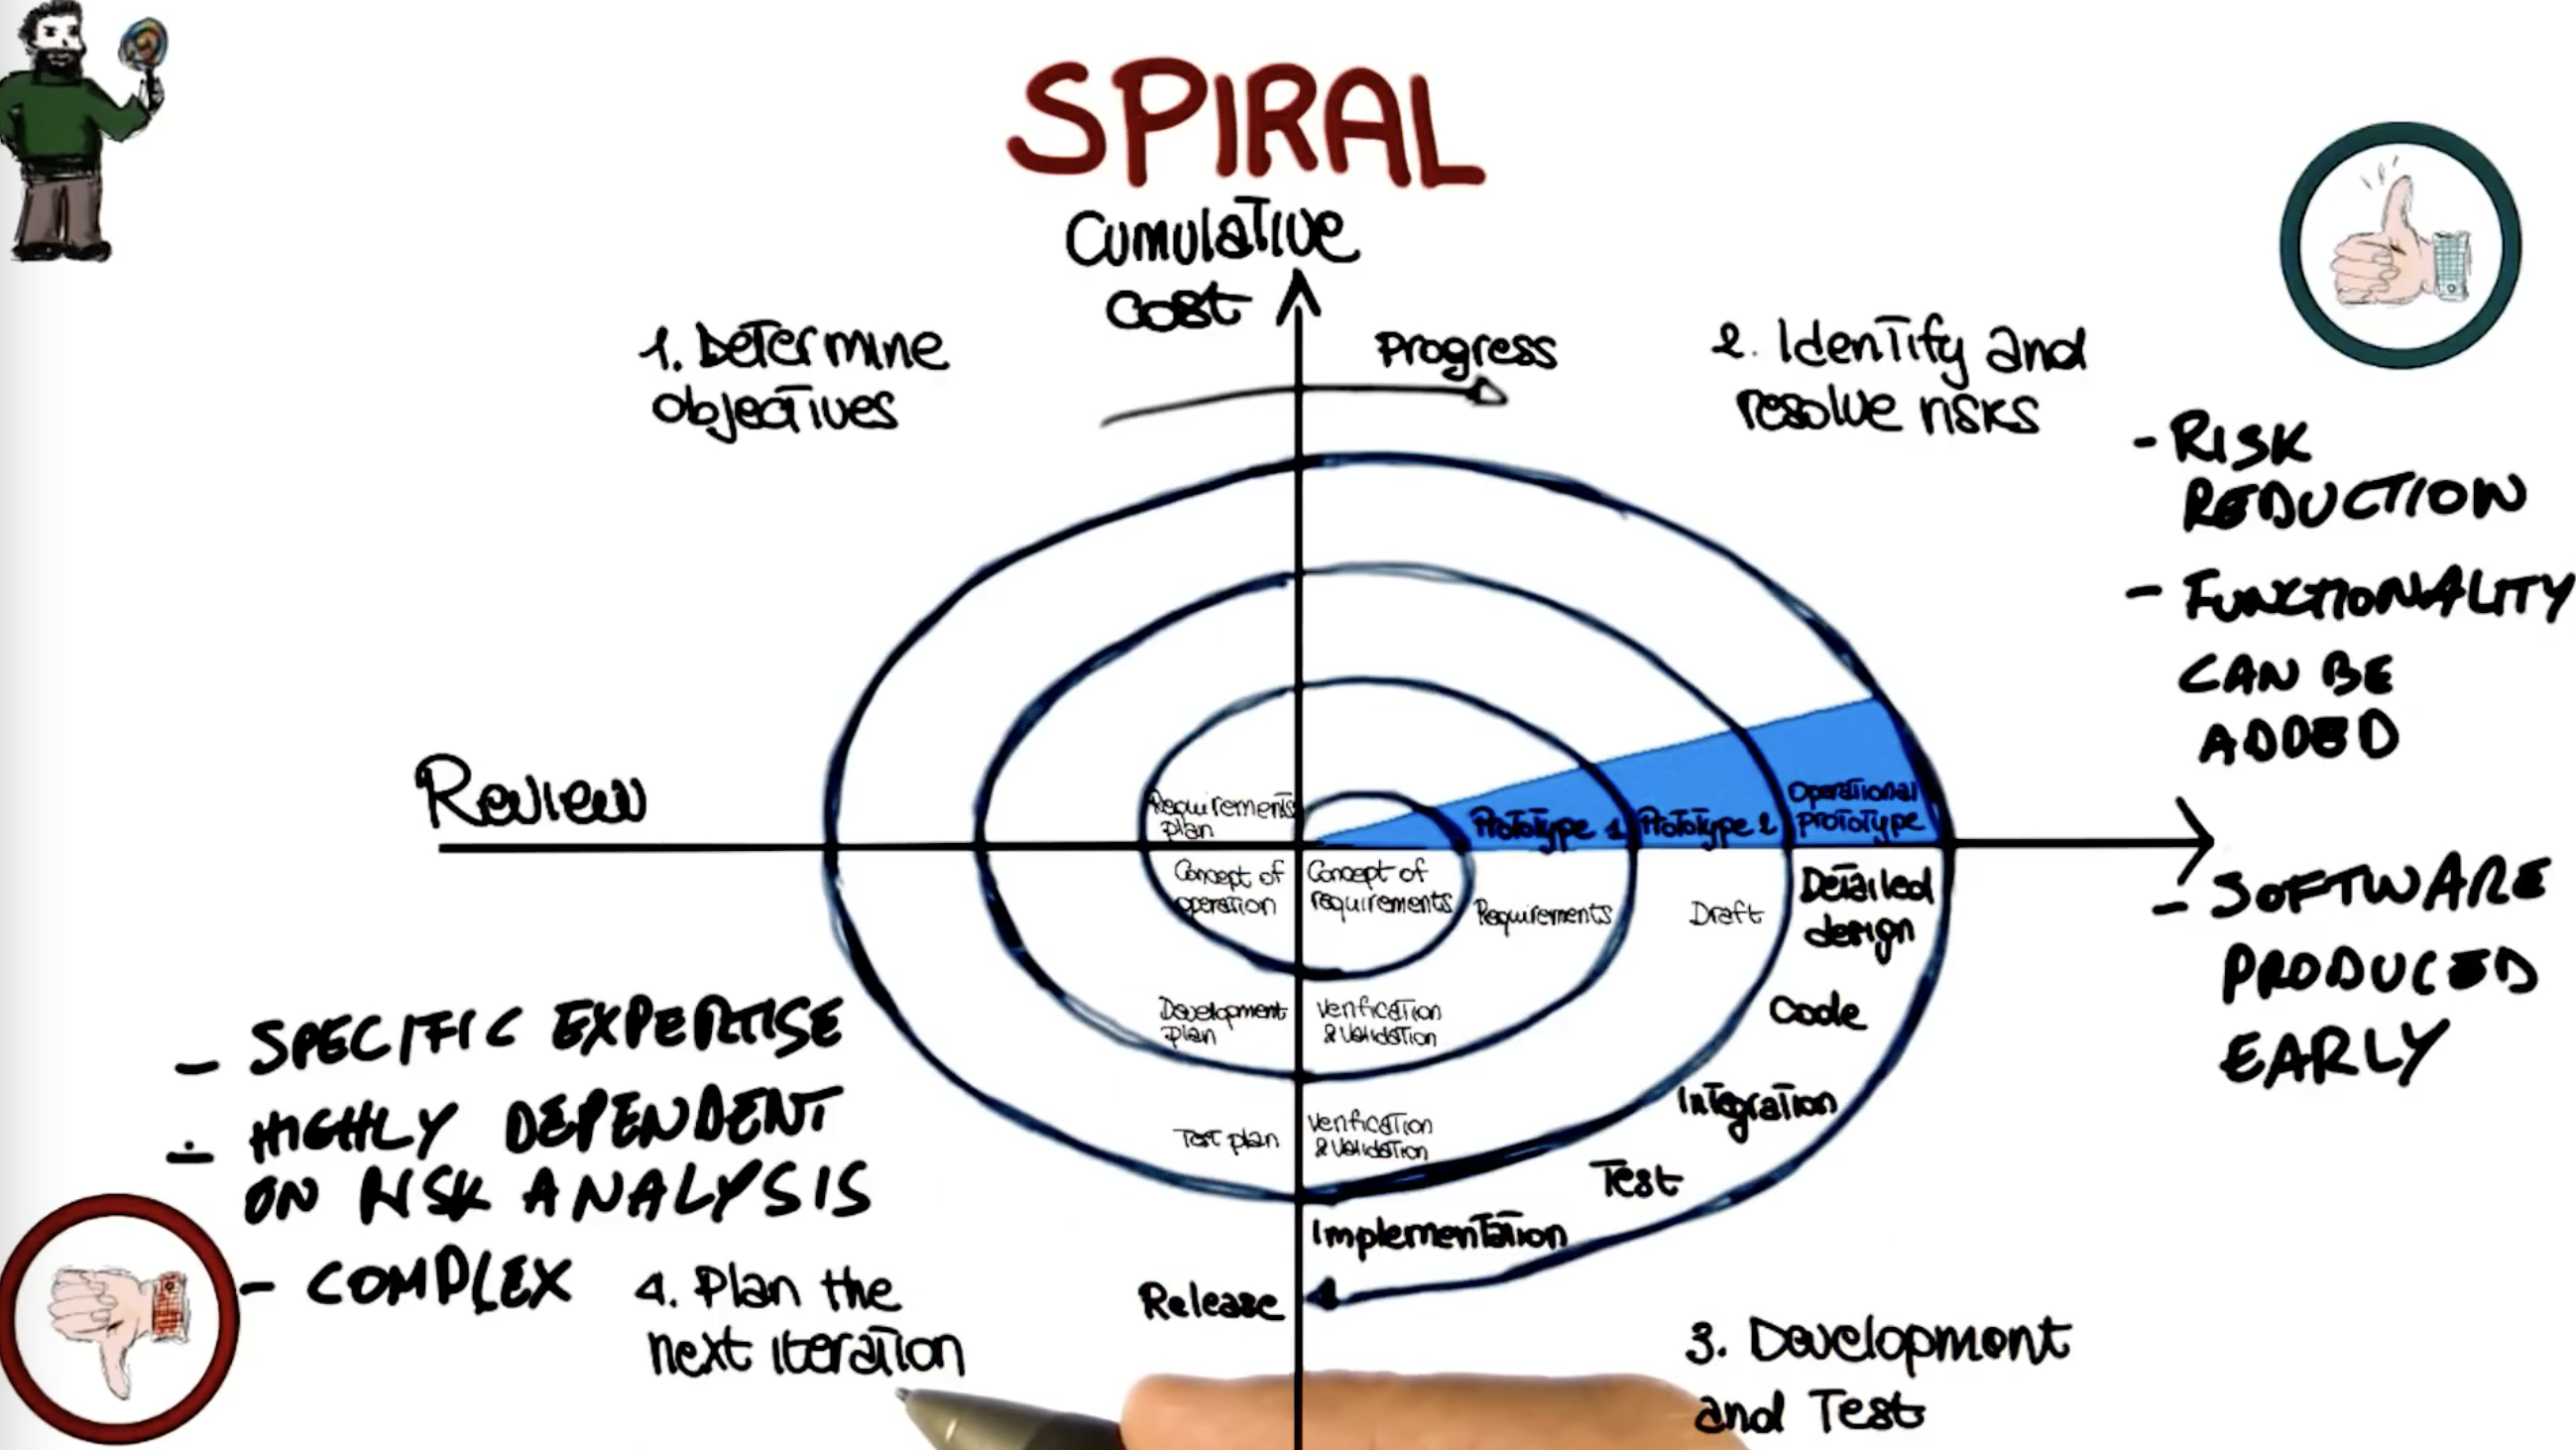 SPIRAL
Cumulative
Cost
Progress
1. Determine
objectives
2. Identify and
resolve risks
- RISK
REDUCTION
- FUNCTIONALITY
CAN BE
ADDED
- SOFTWARE
PRODUCED
EARLY
Review
Requirements
plan
Prototype 1
Prototype 2
Operational
prototype
Concept of
operation
Concept of
requirements
Requirements
Draft
Detailed
design
Code
Integration
Test
Implementation
Release
Development
plan
Verification
& Validation
Test plan
Verification
& Validation
- SPECIFIC EXPERTISE
- HIGHLY DEPENDENT
ON RISK ANALYSIS
- COMPLEX
4. Plan the
next iteration
3. Development
and Test